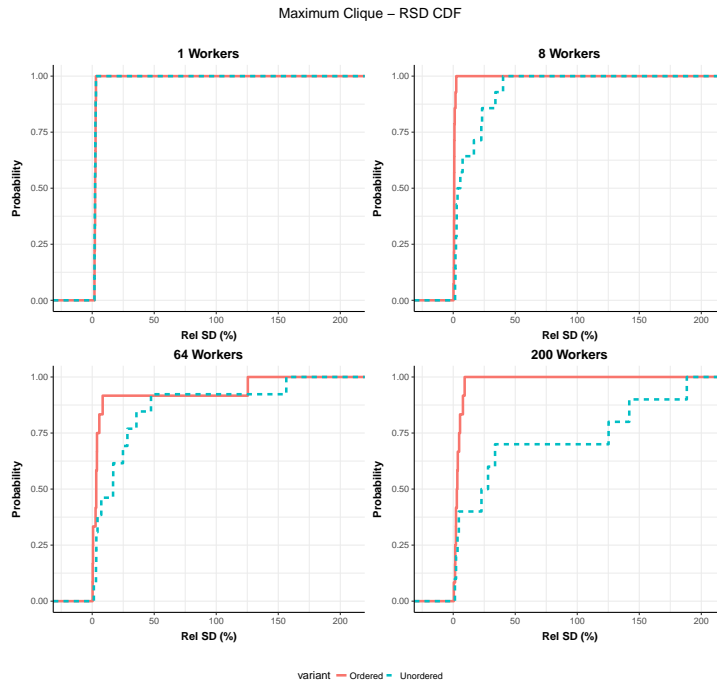 Maximum Clique – RSD CDF
1 Workers
8 Workers
1.00
0.75
0.50
0.25
0.00
Probability
0 50 100 150 200
Rel SD (%)
1.00
0.75
0.50
0.25
0.00
Probability
0 50 100 150 200
Rel SD (%)
64 Workers
200 Workers
1.00
0.75
0.50
0.25
0.00
Probability
0 50 100 150 200
Rel SD (%)
1.00
0.75
0.50
0.25
0.00
Probability
0 50 100 150 200
Rel SD (%)
variant Ordered Unordered